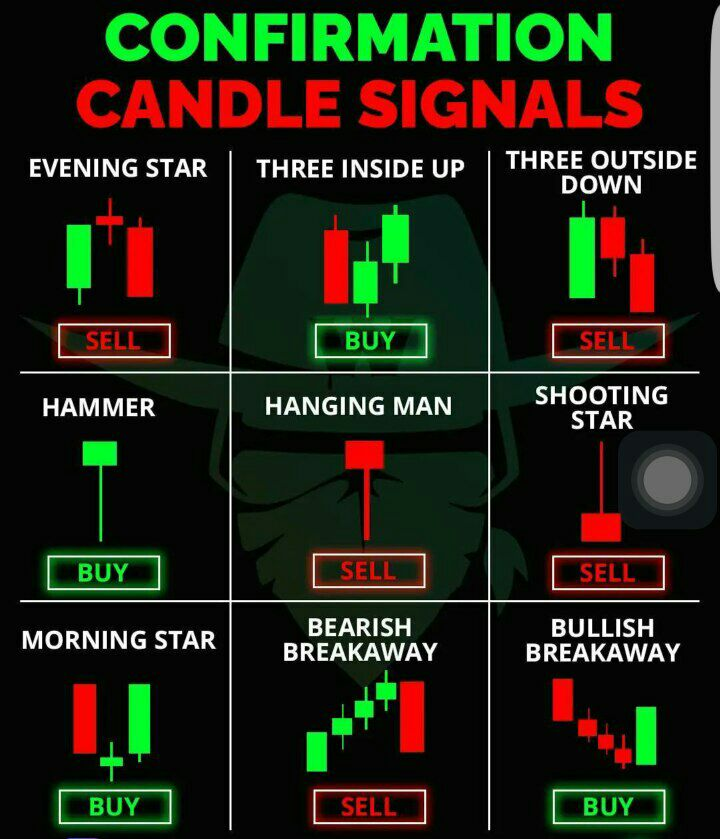 CONFIRMATION
CANDLE SIGNALS
EVENING STAR
SELL
THREE INSIDE UP
BUY
THREE OUTSIDE
DOWN
SELL
HAMMER
BUY
HANGING MAN
SELL
SHOOTING
STAR
SELL
MORNING STAR
BUY
BEARISH
BREAKAWAY
SELL
BULLISH
BREAKAWAY
BUY